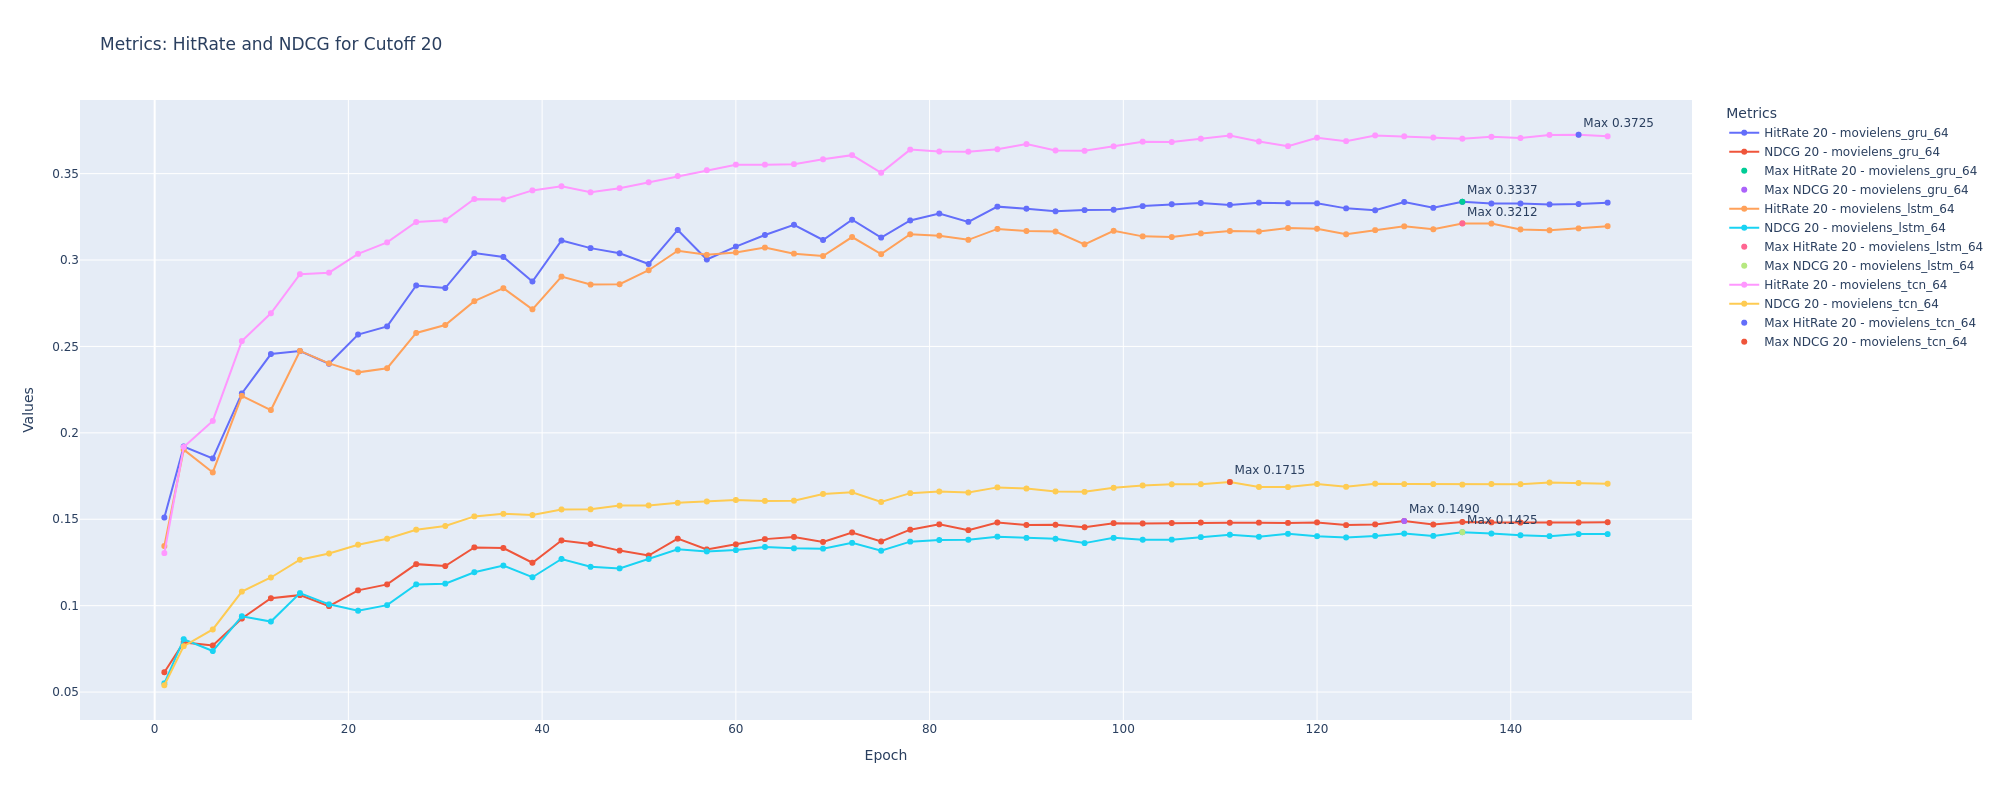 Metrics: HitRate and NDCG for Cutoff 20
Metrics
HitRate 20 - movielens_gru_64
NDCG 20 - movielens_gru_64
Max HitRate 20 - movielens_gru_64
Max NDCG 20 - movielens_gru_64
HitRate 20 - movielens_lstm_64
NDCG 20 - movielens_lstm_64
Max HitRate 20 - movielens_lstm_64
Max NDCG 20 - movielens_lstm_64
HitRate 20 - movielens_tcn_64
NDCG 20 - movielens_tcn_64
Max HitRate 20 - movielens_tcn_64
Max NDCG 20 - movielens_tcn_64
Max 0.3725
Max 0.3337
Max 0.3212
Max 0.1715
Max 0.1490
Max 0.1425
Values
0.35
0.3
0.25
0.2
0.15
0.1
0.05
0
20
40
60
80
100
120
140
Epoch